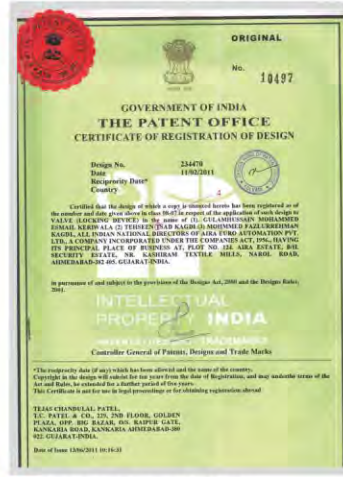 ORIGINAL
No.
10497
GOVERNMENT OF INDIA
THE PATENT OFFICE
CERTIFICATE OF REGISTRATION OF DESIGN
Design No. 234470
Date 11/02/2011
Reciprocity Date*
Country
Certified that the design of which a copy is annexed hereto has been registered as of
the number and date given above in class in respect of the application of such design to
VALVE (LOCKING DEVICE) in the name of (1) GULAMHUSAIN MOHAMMED
ESMAIL (2) TEHSEEN KAGDI (3) MOHMMED FAZLURREHMAN
KAGDI, ALL INDIAN NATIONAL DIRECTORS OF AIRA EURO AUTOMATION PVT.
LTD., A COMPANY INCORPORATED UNDER THE COMPANIES ACT, 1956., HAVING
ITS PRINCIPAL PLACE OF BUSINESS AT, PLOT NO. AIRA ESTATE, B/H.
SECURITY ESTATE, NR. KASHIRAM TEXTILE MILLS, NAROL ROAD,
AHMEDABAD-382 405. GUJARAT-INDIA.
in pursuance of and subject to the provisions of the Designs Act, 2000 and the Designs Rules,
2001.
INTELLECTUAL
PROPERTY INDIA
Controller General of Patents, Designs and Trade Marks
*The reciprocity date (if any) which has been allowed and the name of the country.
Copyright in the design will subsist for ten years from the date of Registration, and may under the terms of the
Act and Rules, be extended for a further period of five years.
This Certificate is not for use in legal proceedings or for obtaining registration abroad
TEJAS CHANDULAL PATEL,
T.C. PATEL & CO., 229, 2ND FLOOR, GOLDEN
PLAZA, OPP. BIG BAZAR, O/S. RAIPUR GATE,
KANKARIA ROAD, KANKARIA AHMEDABAD-380
022. GUJARAT-INDIA.
Date of Issue 13/06/2011 10:16:31